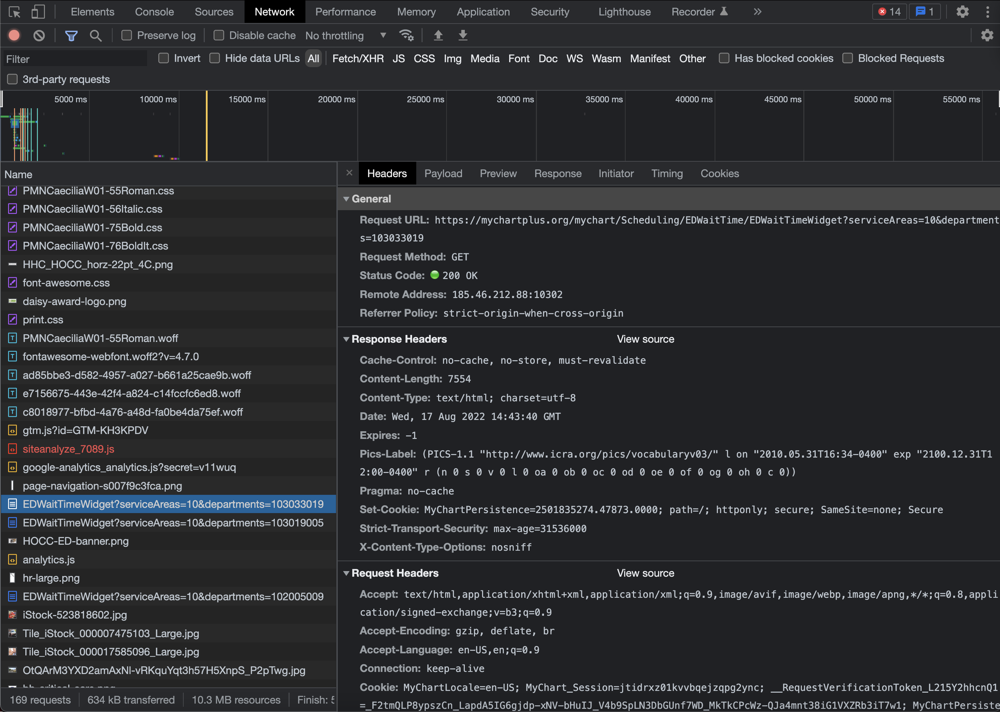 Elements Console Sources Network Performance Memory Application Security Lighthouse Recorder 14 1
Preserve log Disable cache No throttling
Filter Invert Hide data URLs All Fetch/XHR JS CSS Img Media Font Doc WS Wasm Manifest Other Has blocked cookies Blocked Requests
3rd-party requests
5000 ms 10000 ms 15000 ms 20000 ms 25000 ms 30000 ms 35000 ms 40000 ms 45000 ms 50000 ms 55000 ms
Name
PMNCaeciliaW01-55Roman.css
PMNCaeciliaW01-56Italic.css
PMNCaeciliaW01-75Bold.css
PMNCaeciliaW01-76BoldIt.css
HHC_HOCC_horz-22pt_4C.png
font-awesome.css
daisy-award-logo.png
print.css
PMNCaeciliaW01-55Roman.woff
fontawesome-webfont.woff2?v=4.7.0
ad85bbe3-d582-4957-a027-b661a25cae9b.woff
e7156675-443e-42f4-a824-c14fccfc6ed8.woff
c8018977-bfbd-4a76-a48d-fa0be4da75ef.woff
gtm.js?id=GTM-KH3KPDV
siteanalyze_7089.js
google-analytics_analytics.js?secret=v11wuq
page-navigation-s007f9c3fca.png
EDWaitTimeWidget?serviceAreas=10&departments=103033019
EDWaitTimeWidget?serviceAreas=10&departments=103019005
HOCC-ED-banner.png
analytics.js
hr-large.png
EDWaitTimeWidget?serviceAreas=10&departments=102005009
iStock-523818602.jpg
Tile_iStock_000007475103_Large.jpg
Tile_iStock_000017585096_Large.jpg
OtQArM3YXD2amAxNl-vRKquYqt3h57H5XnpS_P2pTwg.jpg
169 requests 634 kB transferred 10.3 MB resources Finish: 5
Headers Payload Preview Response Initiator Timing Cookies
General
Request URL: https://mychartplus.org/mychart/Scheduling/EDWaitTime/EDWaitTimeWidget?serviceAreas=10&department
s=103033019
Request Method: GET
Status Code: 200 OK
Remote Address: 185.46.212.88:10302
Referrer Policy: strict-origin-when-cross-origin
Response Headers View source
Cache-Control: no-cache, no-store, must-revalidate
Content-Length: 7554
Content-Type: text/html; charset=utf-8
Date: Wed, 17 Aug 2022 14:43:40 GMT
Expires: -1
Pics-Label: (PICS-1.1 "http://www.icra.org/pics/vocabularyv03/" l on "2010.05.31T16:34-0400" exp "2100.12.31T1
2:00-0400" r (n 0 s 0 v 0 l 0 oa 0 ob 0 oc 0 od 0 oe 0 of 0 og 0 oh 0 c 0))
Pragma: no-cache
Set-Cookie: MyChartPersistence=2501835274.47873.0000; path=/; httponly; secure; SameSite=none; Secure
Strict-Transport-Security: max-age=31536000
X-Content-Type-Options: nosniff
Request Headers View source
Accept: text/html,application/xhtml+xml,application/xml;q=0.9,image/avif,image/webp,image/apng,*/*;q=0.8,appli
cation/signed-exchange;v=b3;q=0.9
Accept-Encoding: gzip, deflate, br
Accept-Language: en-US,en;q=0.9
Connection: keep-alive
Cookie: MyChartLocale=en-US; MyChart_Session=jtidrxz01kvvbqejzqpg2ync; __RequestVerificationToken_L215Y2hhcnQ1
=_F2tmQLP8ypszCn_LapdA5IG6gjdp-xNV-bHuIJ_V4b9SpLN3DbGUnf7WD_MkTkCPcWz-QJa4mnt38iG1VXZRb3iT7w1; MyChartPersiste